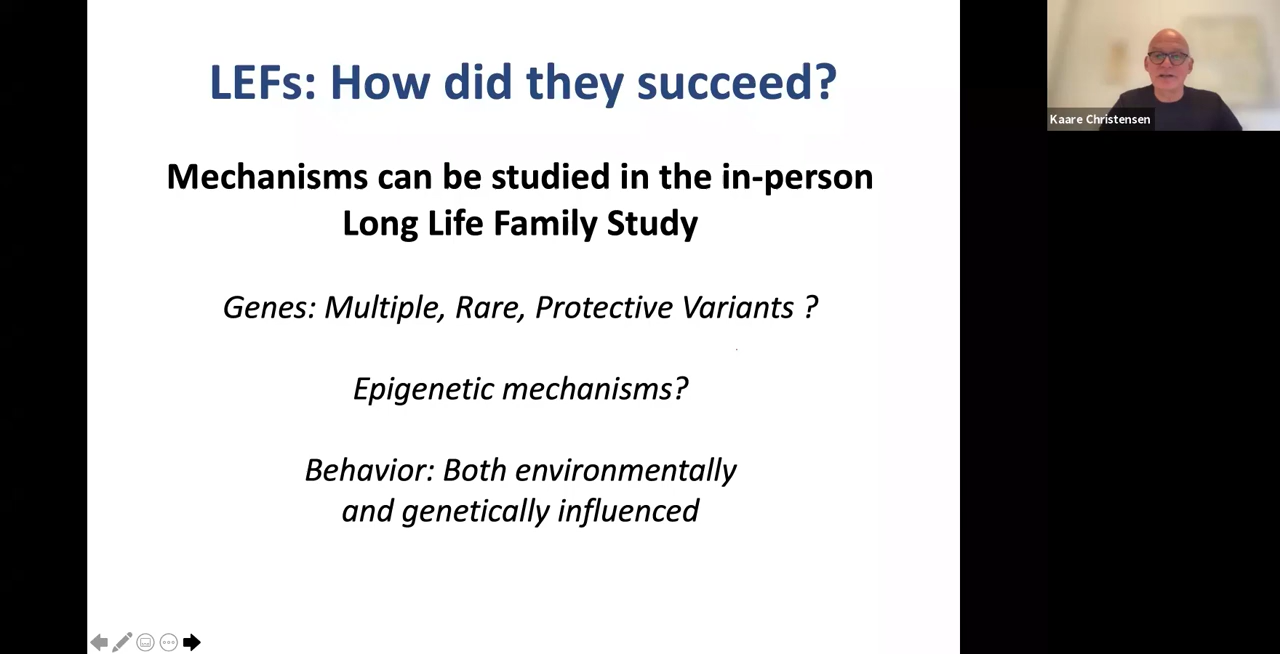 LEFs: How did they succeed?
Mechanisms can be studied in the in-person
Long Life Family Study
Genes: Multiple, Rare, Protective Variants ?
Epigenetic mechanisms?
Behavior: Both environmentally
and genetically influenced
Kaare Christensen